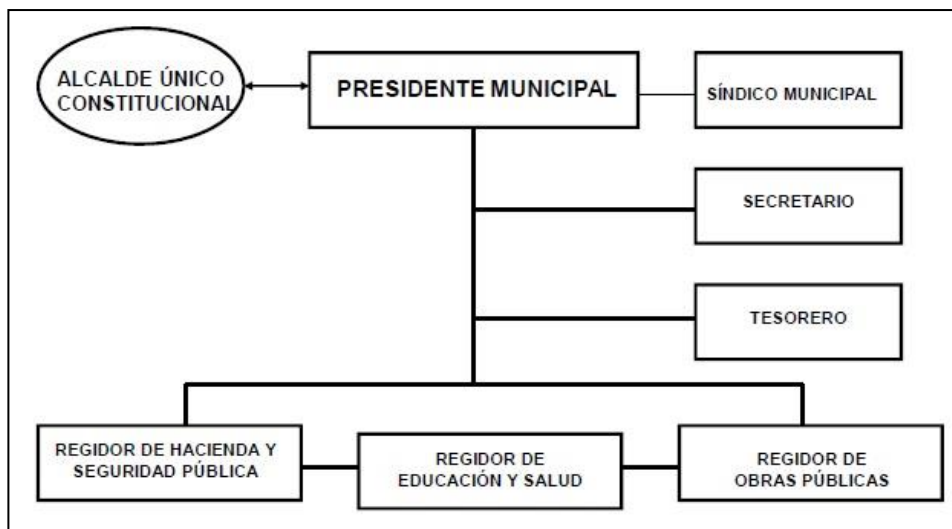 ALCALDE ÚNICO
CONSTITUCIONAL
PRESIDENTE MUNICIPAL
SÍNDICO MUNICIPAL
SECRETARIO
TESORERO
REGIDOR DE HACIENDA Y
SEGURIDAD PÚBLICA
REGIDOR DE
EDUCACIÓN Y SALUD
REGIDOR DE
OBRAS PÚBLICAS